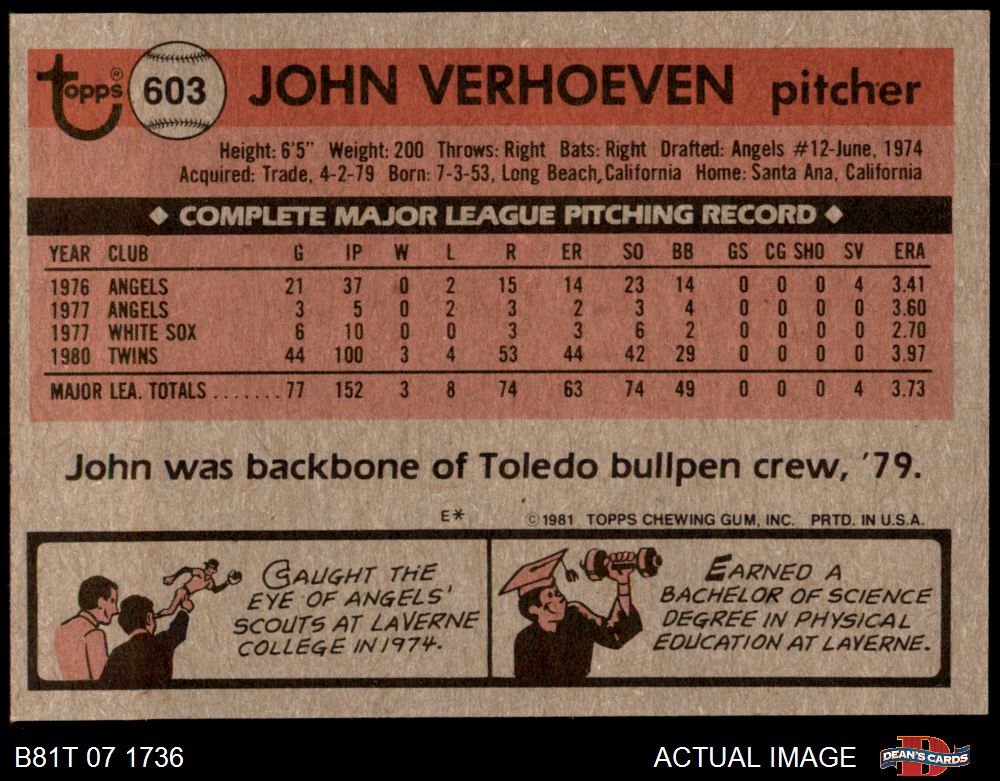 topps® 603 JOHN VERHOEVEN pitcher
Height: 6'5" Weight: 200 Throws: Right Bats: Right Drafted: Angels #12-June, 1974
Acquired: Trade, 4-2-79 Born: 7-3-53, Long Beach, California Home: Santa Ana, California
◆ COMPLETE MAJOR LEAGUE PITCHING RECORD ◆
YEAR CLUB G IP W L R ER SO BB GS CG SHO SV ERA
1976 ANGELS 21 37 0 2 15 14 23 14 0 0 0 4 3.41
1977 ANGELS 3 5 0 2 3 2 3 4 0 0 0 0 3.60
1977 WHITE SOX 6 10 0 0 3 3 6 2 0 0 0 0 2.70
1980 TWINS 44 100 3 4 53 44 42 29 0 0 0 0 3.97
MAJOR LEA. TOTALS ....... 77 152 3 8 74 63 74 49 0 0 0 4 3.73
John was backbone of Toledo bullpen crew, '79.
E* © 1981 TOPPS CHEWING GUM, INC. PRTD. IN U.S.A.
CAUGHT THE
EYE OF ANGELS'
SCOUTS AT LAVERNE
COLLEGE IN 1974.
EARNED A
BACHELOR OF SCIENCE
DEGREE IN PHYSICAL
EDUCATION AT LAVERNE.
B81T 07 1736 ACTUAL IMAGE DEAN'S CARDS